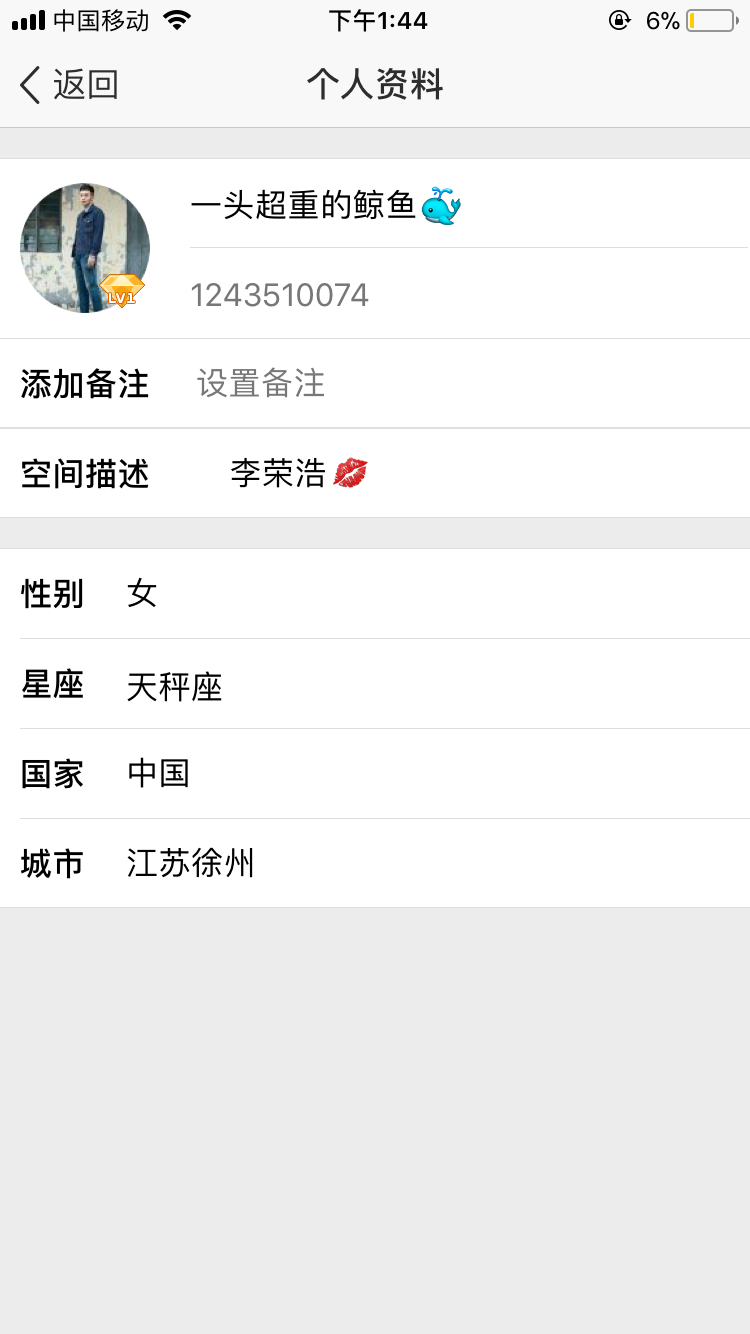 中国移动 下午1:44 6%
返回 个人资料
一头超重的鲸鱼🐳
LV1
1243510074
添加备注 设置备注
空间描述 李荣浩💋
性别 女
星座 天秤座
国家 中国
城市 江苏徐州